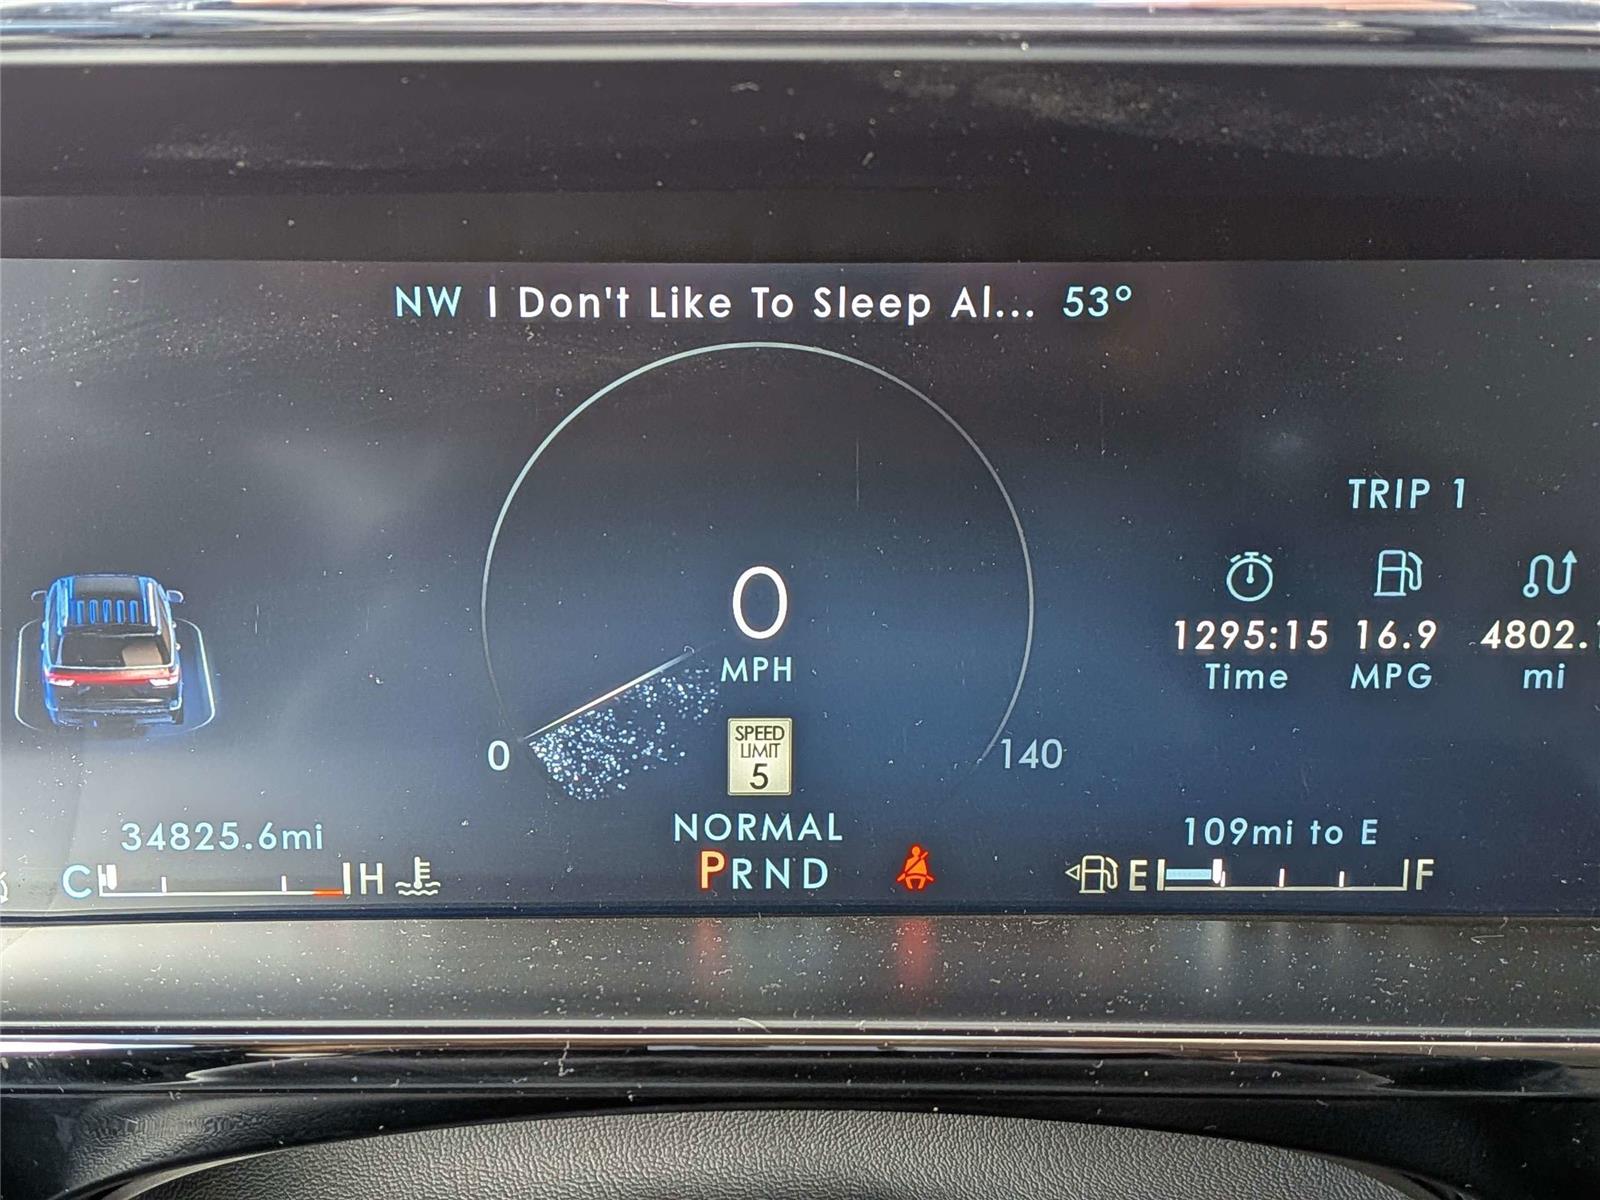 NW I Don't Like To Sleep Al... 53°
TRIP 1
0
MPH
1295:15 16.9 4802.
Time MPG mi
SPEED
LIMIT
5
0 140
34825.6mi
NORMAL
109mi to E
C H
PRND
E F